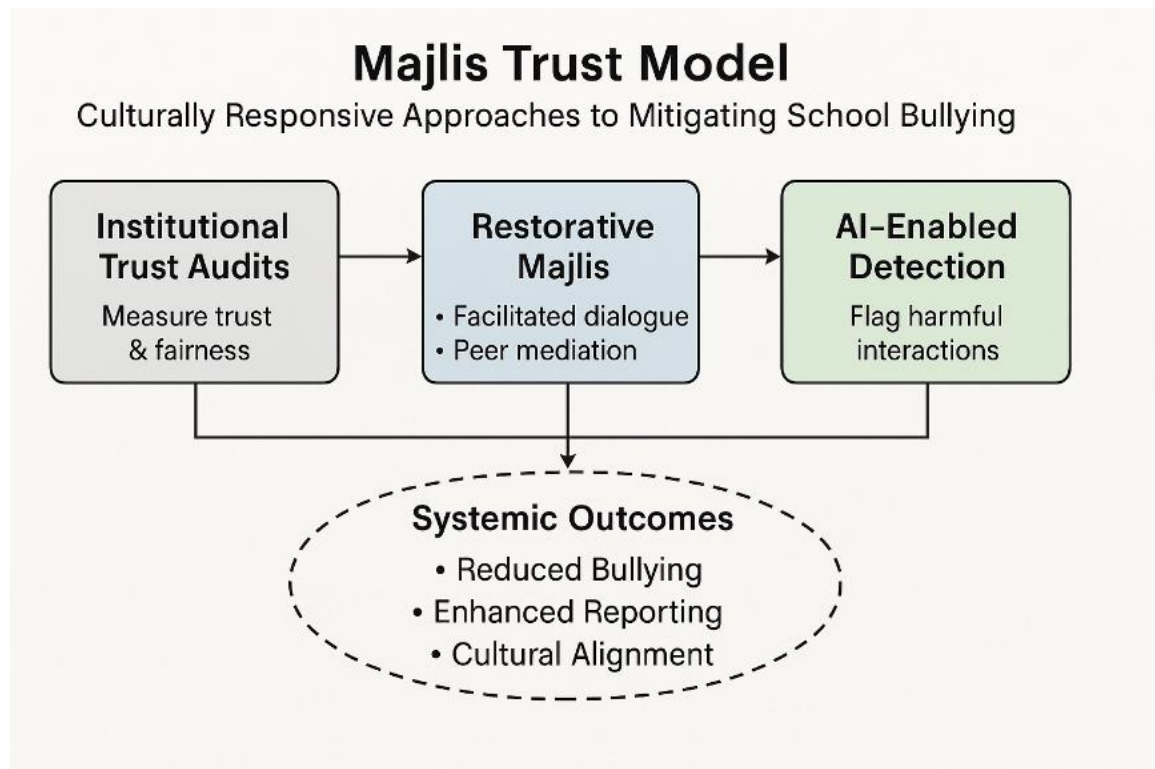 Majlis Trust Model
Culturally Responsive Approaches to Mitigating School Bullying
Institutional
Trust Audits
Measure trust
& fairness
Restorative
Majlis
• Facilitated dialogue
• Peer mediation
AI-Enabled
Detection
Flag harmful
interactions
Systemic Outcomes
• Reduced Bullying
• Enhanced Reporting
• Cultural Alignment